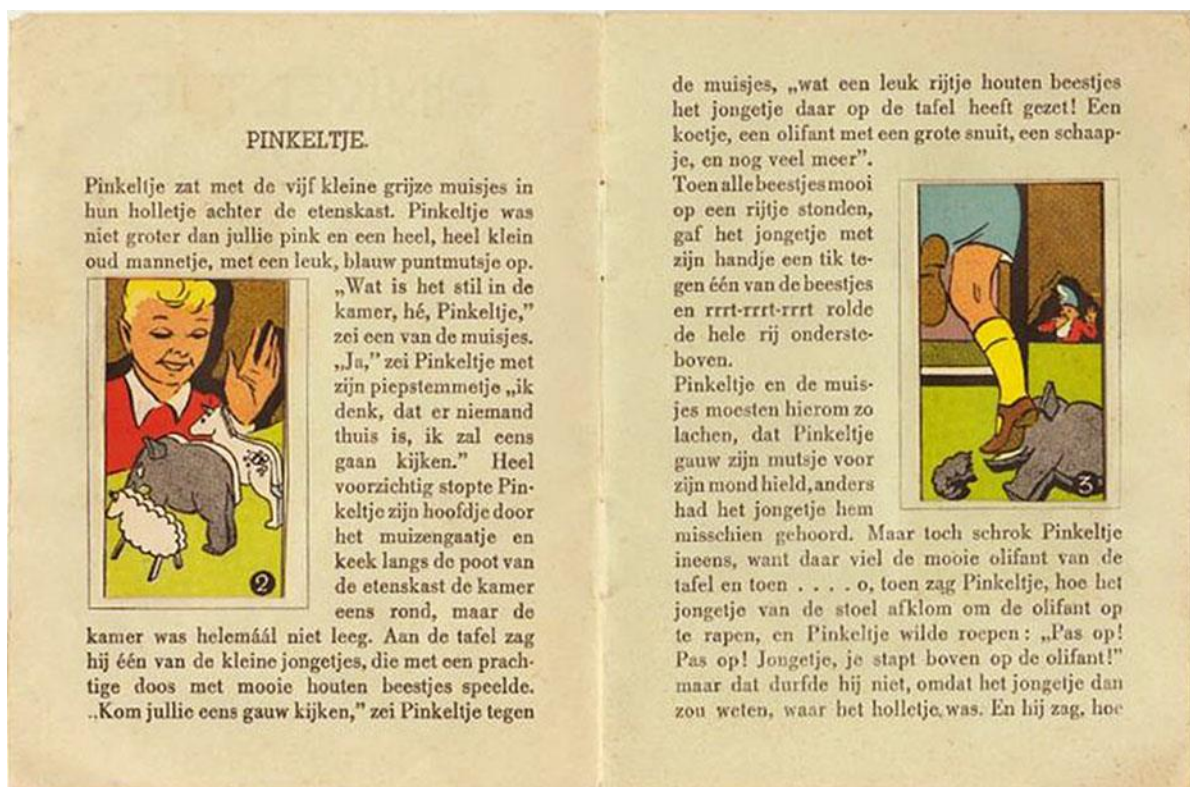 PINKELTJE.
Pinkeltje zat met de vijf kleine grijze muisjes in
hun holletje achter de etenskast. Pinkeltje was
niet groter dan jullie pink en een heel, heel klein
oud mannetje, met een leuk, blauw puntmutsje op.
„Wat is het stil in de
kamer, hé, Pinkeltje,”
zei een van de muisjes.
„Ja,” zei Pinkeltje met
zijn piepstemmetje „ik
denk, dat er niemand
thuis is, ik zal eens
gaan kijken.” Heel
voorzichtig stopte Pin-
keltje zijn hoofdje door
het muizengaatje en
keek langs de poot van
de etenskast de kamer
eens rond, maar de
kamer was helemáál niet leeg. Aan de tafel zag
hij één van de kleine jongetjes, die met een prach-
tige doos met mooie houten beestjes speelde.
„Kom jullie eens gauw kijken,” zei Pinkeltje tegen
2
de muisjes, „wat een leuk rijtje houten beestjes
het jongetje daar op de tafel heeft gezet! Een
koetje, een olifant met een grote snuit, een schaap-
je, en nog veel meer”.
Toen alle beestjes mooi
op een rijtje stonden,
gaf het jongetje met
zijn handje een tik te-
gen één van de beestjes
en rrrt-rrrt-rrrt rolde
de hele rij onderste-
boven.
Pinkeltje en de muis-
jes moesten hierom zo
lachen, dat Pinkeltje
gauw zijn mutsje voor
zijn mond hield, anders
had het jongetje hem
misschien gehoord. Maar toch schrok Pinkeltje
ineens, want daar viel de mooie olifant van de
tafel en toen . . . . o, toen zag Pinkeltje, hoe het
jongetje van de stoel afklom om de olifant op
te rapen, en Pinkeltje wilde roepen: „Pas op!
Pas op! Jongetje, je stapt boven op de olifant!”
maar dat durfde hij niet, omdat het jongetje dan
zou weten, waar het holletje was. En hij zag, hoe
3